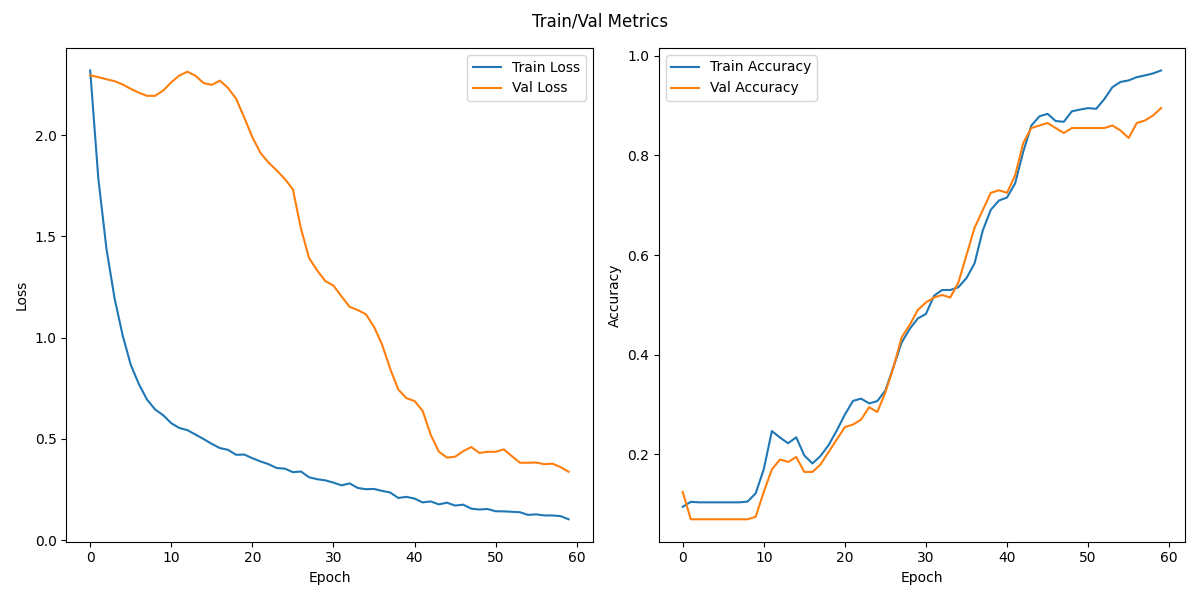 Train/Val Metrics
Train Loss
Val Loss
2.0
1.5
1.0
0.5
0.0
Loss
0 10 20 30 40 50 60
Epoch
Train Accuracy
Val Accuracy
1.0
0.8
0.6
0.4
0.2
Accuracy
0 10 20 30 40 50 60
Epoch